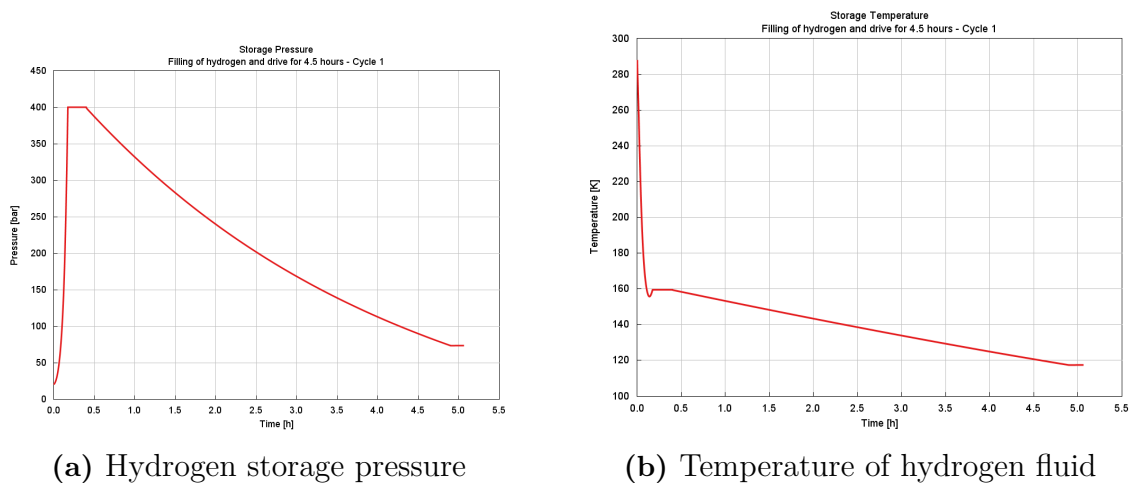 Storage Pressure
Filling of hydrogen and drive for 4.5 hours - Cycle 1
Pressure [bar]
450
400
350
300
250
200
150
100
50
0
0.0 0.5 1.0 1.5 2.0 2.5 3.0 3.5 4.0 4.5 5.0 5.5
Time [h]
(a) Hydrogen storage pressure
Storage Temperature
Filling of hydrogen and drive for 4.5 hours - Cycle 1
Temperature [K]
300
280
260
240
220
200
180
160
140
120
100
0.0 0.5 1.0 1.5 2.0 2.5 3.0 3.5 4.0 4.5 5.0 5.5
Time [h]
(b) Temperature of hydrogen fluid